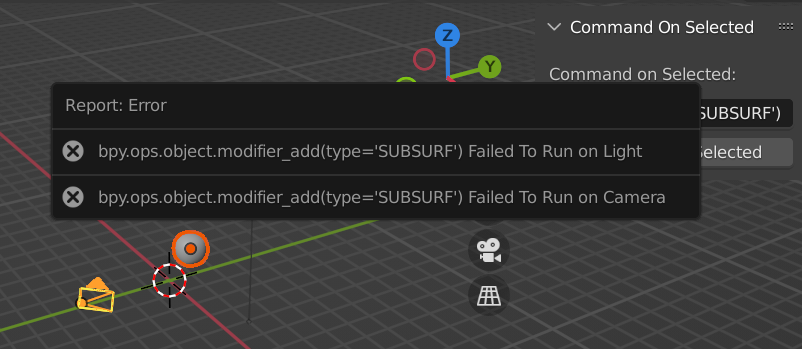 Command On Selected
Z
Y
Command on Selected:
Report: Error
SUBSURF')
bpy.ops.object.modifier_add(type='SUBSURF') Failed To Run on Light
Selected
bpy.ops.object.modifier_add(type='SUBSURF') Failed To Run on Camera